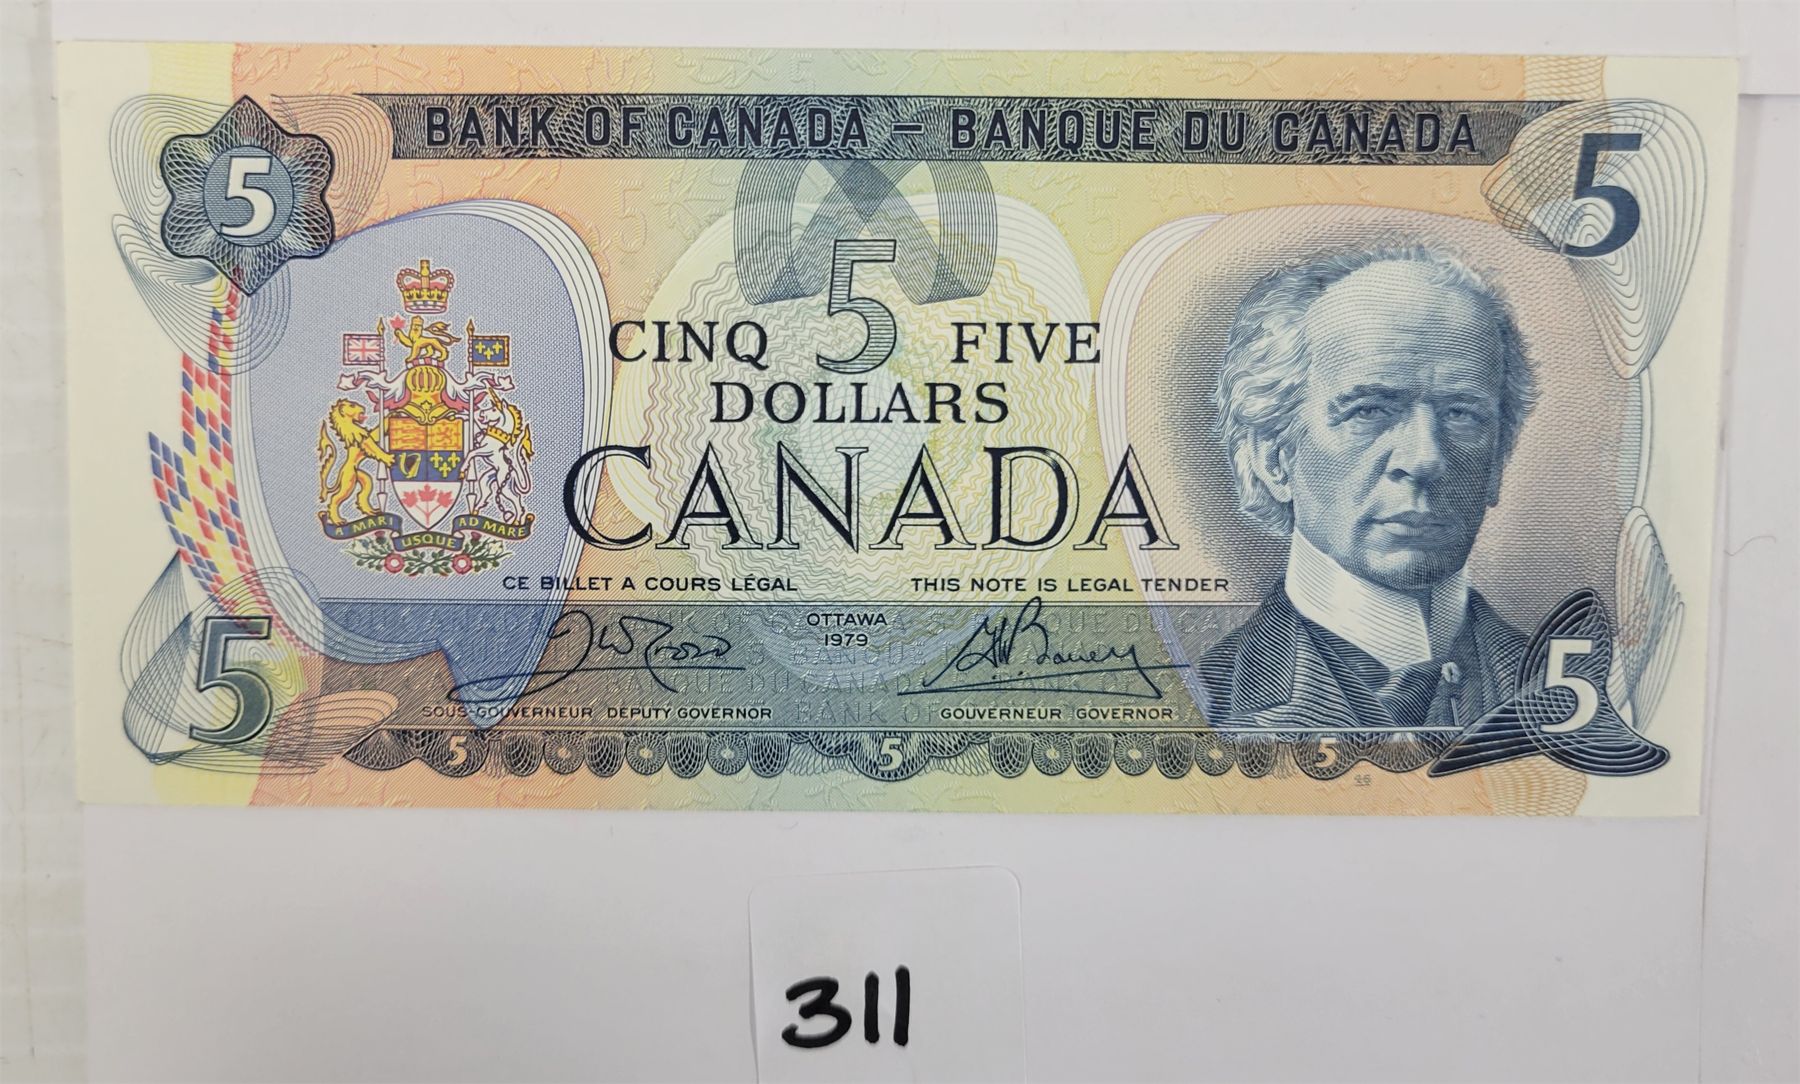 BANK OF CANADA – BANQUE DU CANADA
5
5
5
CINQ FIVE
DOLLARS
CANADA
A MARI USQUE AD MARE
CE BILLET A COURS LÉGAL THIS NOTE IS LEGAL TENDER
OTTAWA
1979
SOUS-GOUVERNEUR DEPUTY GOVERNOR GOUVERNEUR GOVERNOR
5
5
5
5
5
311